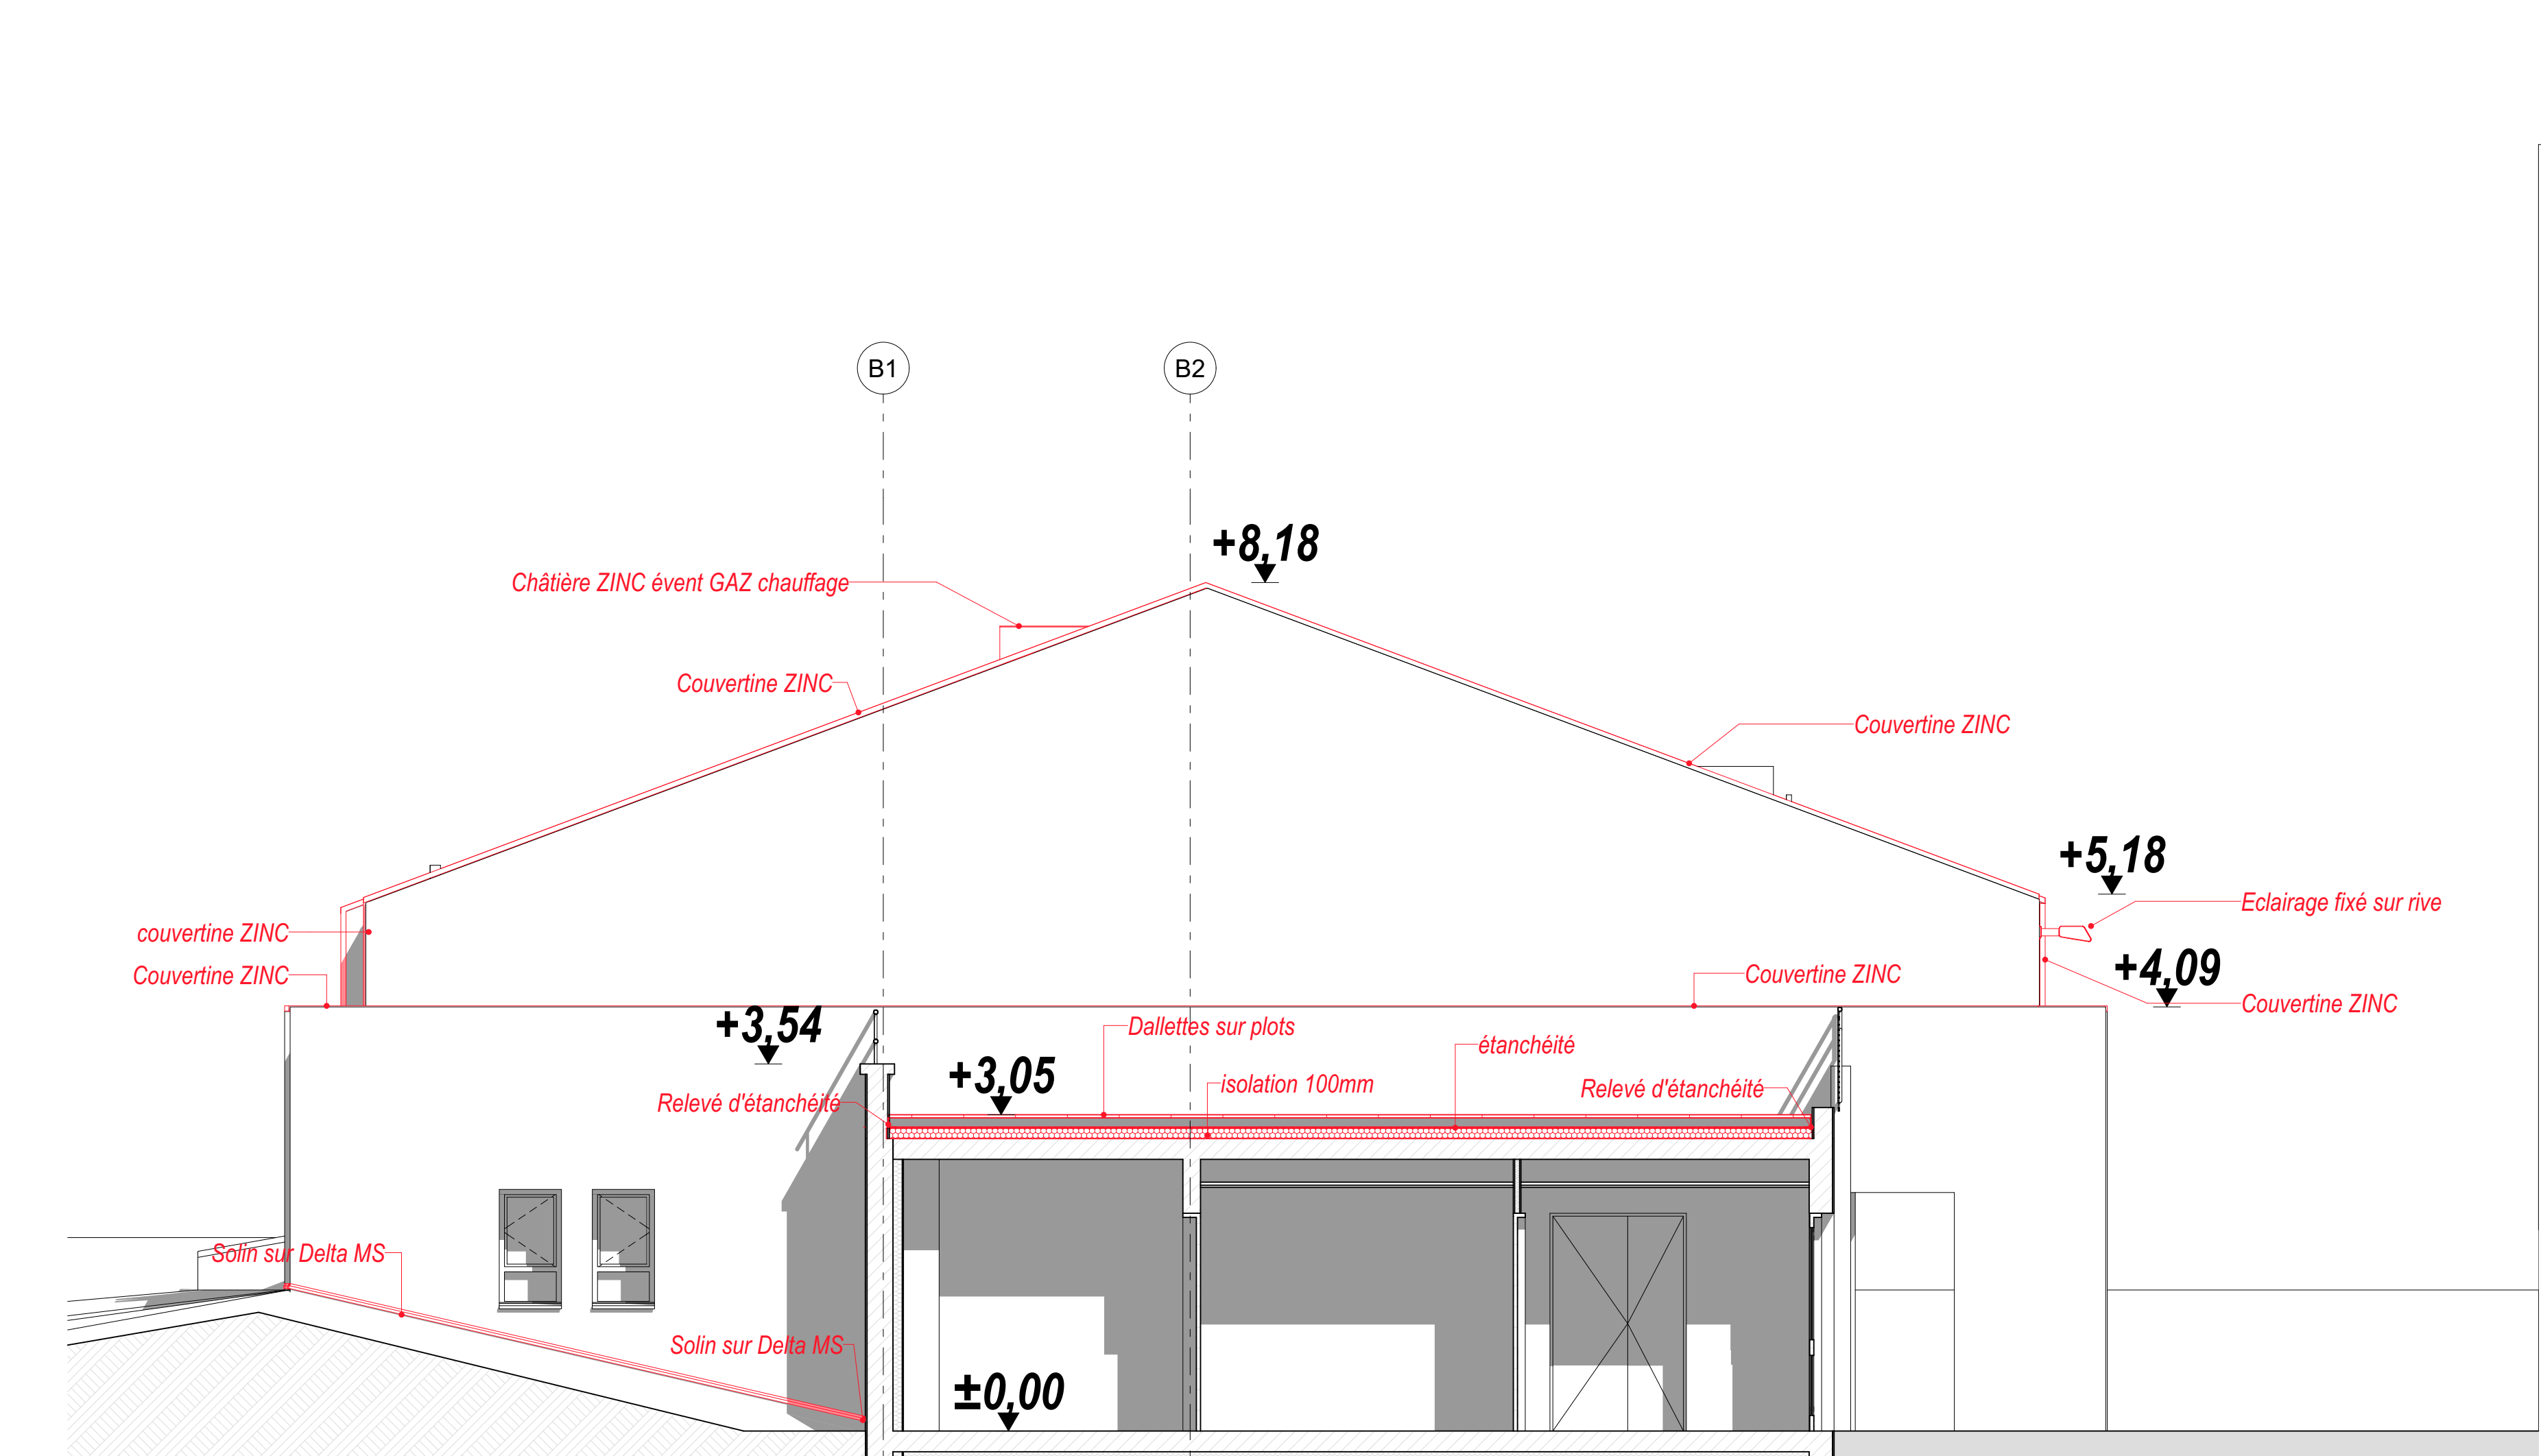 B1
B2
+8,18
Châtière ZINC évent GAZ chauffage
Couvertine ZINC
Couvertine ZINC
+5,18
Eclairage fixé sur rive
couvertine ZINC
Couvertine ZINC
Couvertine ZINC
+4,09
Couvertine ZINC
+3,54
Dallettes sur plots
étanchéité
+3,05
isolation 100mm
Relevé d'étanchéité
Relevé d'étanchéité
Solin sur Delta MS
Solin sur Delta MS
±0,00